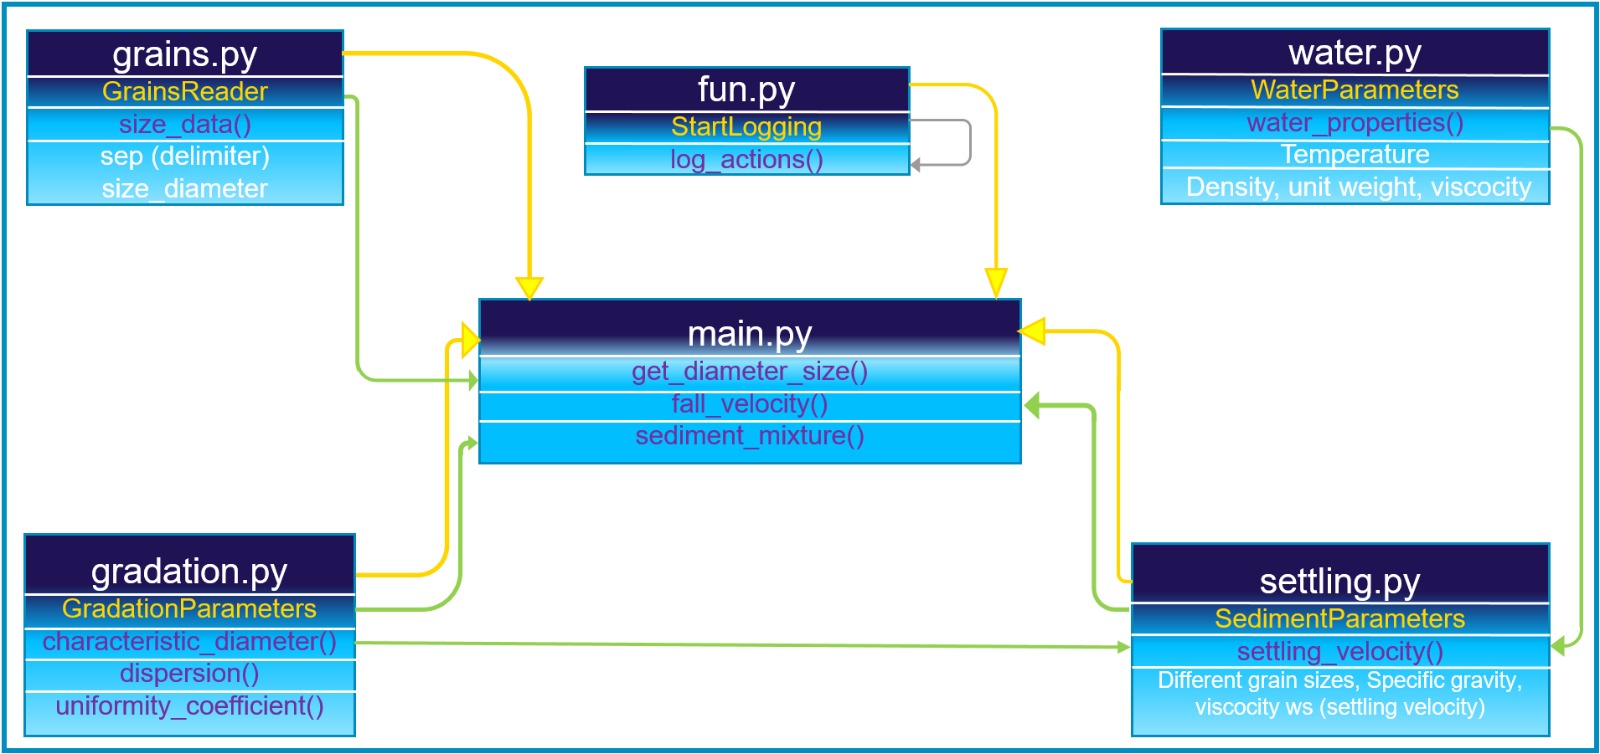 grains.py
GrainsReader
size_data()
sep (delimiter)
size_diameter
fun.py
StartLogging
log_actions()
water.py
WaterParameters
water_properties()
Temperature
Density, unit weight, viscocity
main.py
get_diameter_size()
fall_velocity()
sediment_mixture()
gradation.py
GradationParameters
characteristic_diameter()
dispersion()
uniformity_coefficient()
settling.py
SedimentParameters
settling_velocity()
Different grain sizes, Specific gravity,
viscocity ws (settling velocity)